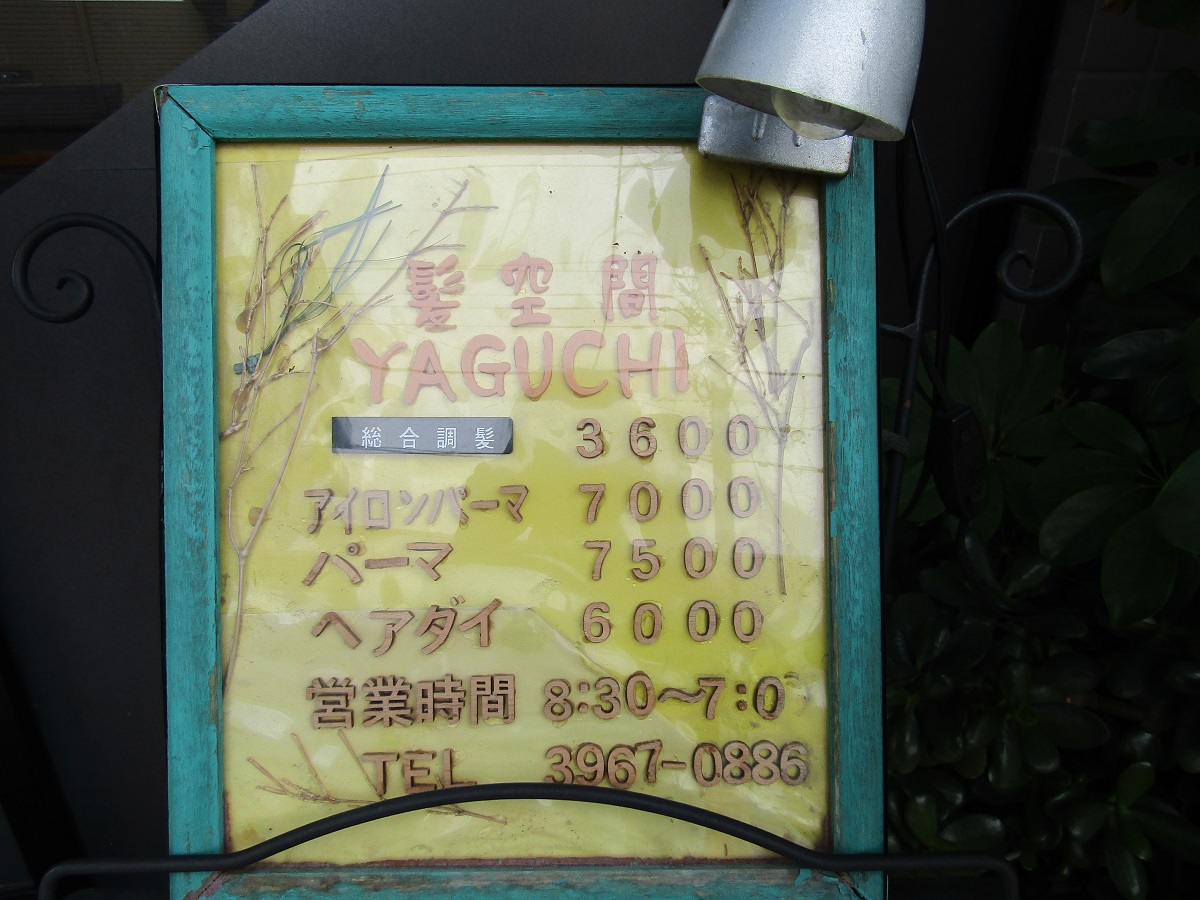 髪空間
YAGUCHI
総合調髪 3600
アイロンパーマ 7000
パーマ 7500
ヘアダイ 6000
営業時間 8:30〜7:0
TEL 3967-0886